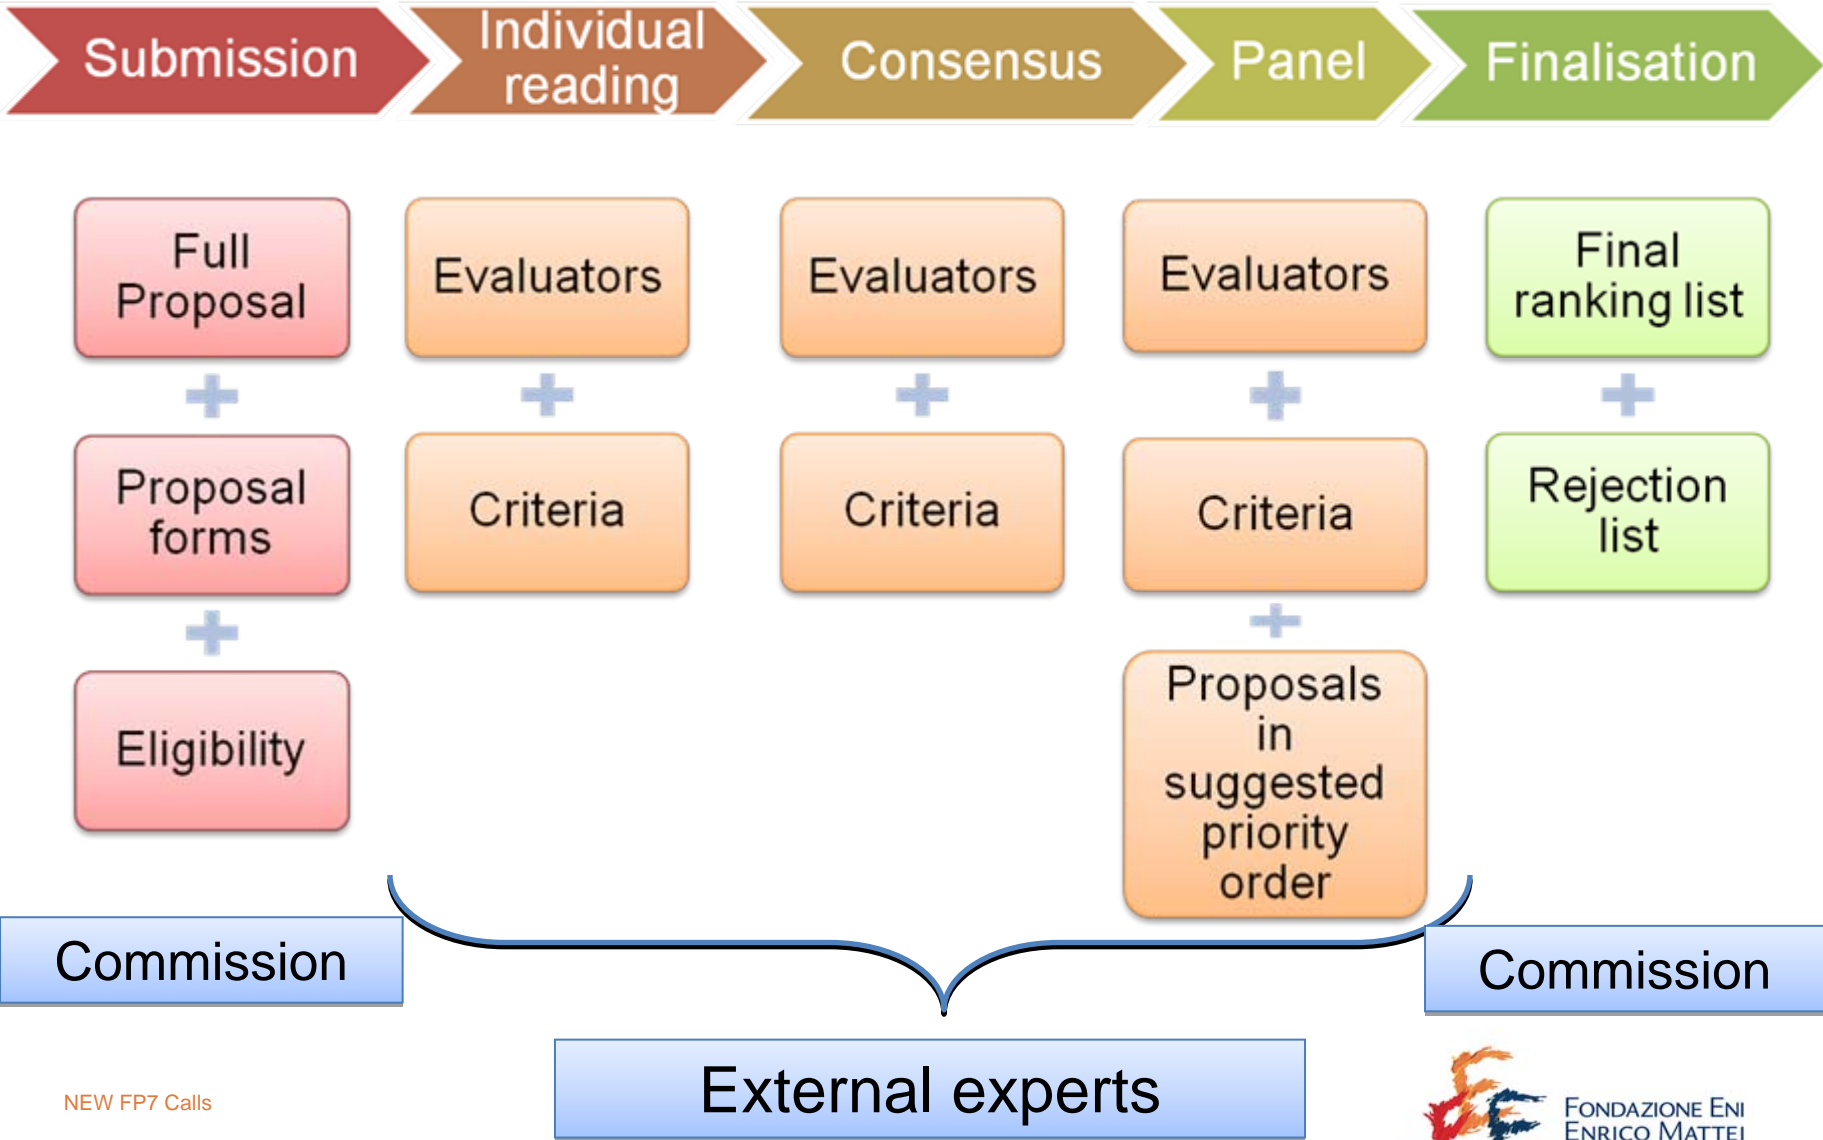 Submission
Individual
reading
Consensus
Panel
Finalisation
Full
Proposal
Evaluators
Evaluators
Evaluators
Final
ranking list
Proposal
forms
Criteria
Criteria
Criteria
Rejection
list
Eligibility
Proposals
in
suggested
priority
order
Commission
Commission
External experts
NEW FP7 Calls
FONDAZIONE ENI
ENRICO MATTEI